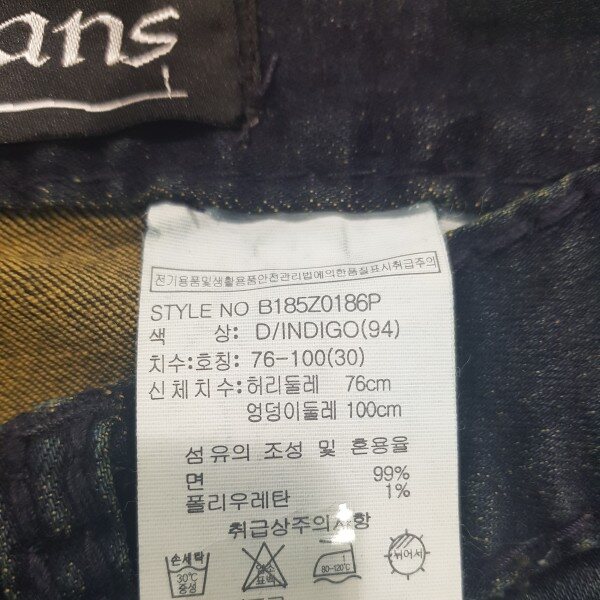 ans
전기용품및생활용품안전관리법에의한품질표시취급주의
STYLE NO B185Z0186P
색 상: D/INDIGO(94)
치수:호칭: 76-100(30)
신체치수:허리둘레 76cm
엉덩이둘레 100cm
섬유의 조성 및 혼용율
면 99%
폴리우레탄 1%
취급상주의사항
손세탁 30℃ 중성
염소 표백
80-120℃
뉘어서